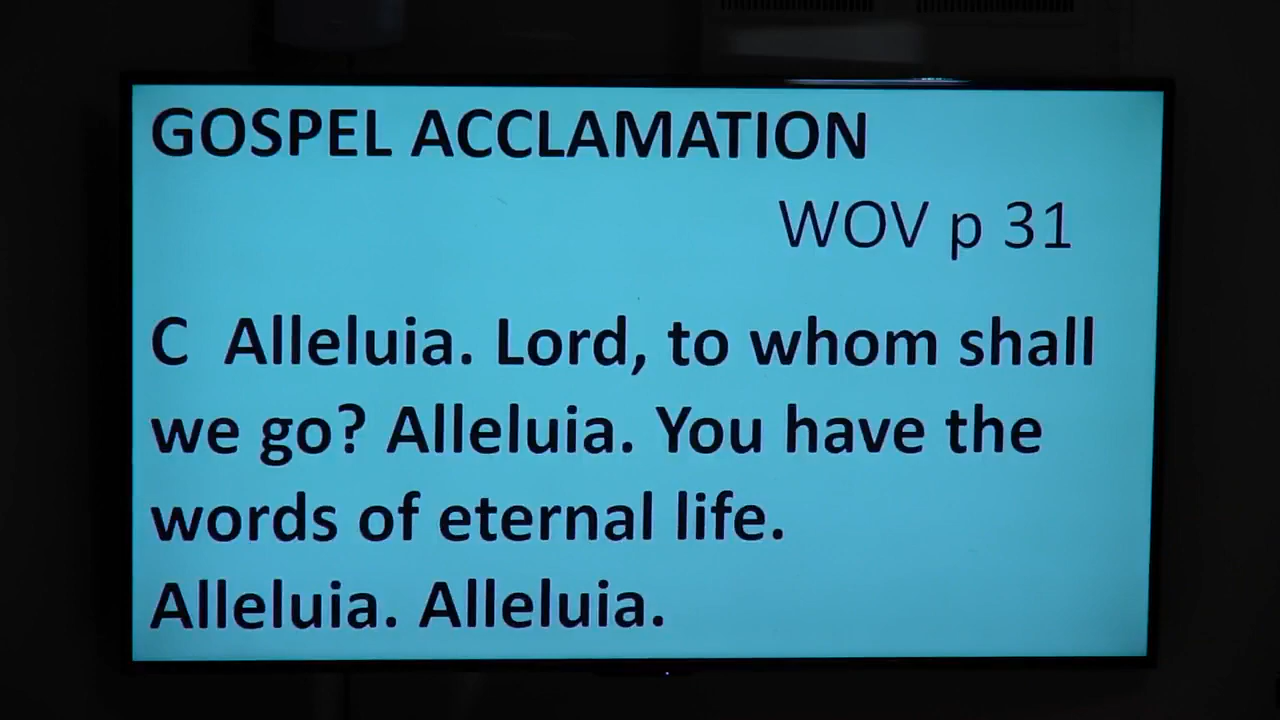 GOSPEL ACCLAMATION
WOV p 31
C Alleluia. Lord, to whom shall
we go? Alleluia. You have the
words of eternal life.
Alleluia. Alleluia.